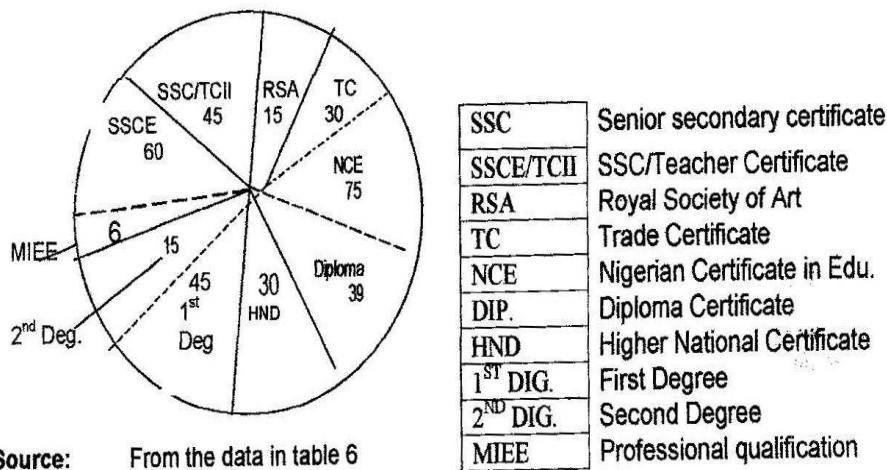 SSC/TCII
45
RSA
15
TC
30
SSCE
60
NCE
75
MIEE
6
15
Diploma
39
45
1st
Deg
30
HND
2nd Deg.
SSC Senior secondary certificate
SSCE/TCII SSC/Teacher Certificate
RSA Royal Society of Art
TC Trade Certificate
NCE Nigerian Certificate in Edu.
DIP. Diploma Certificate
HND Higher National Certificate
1ST DIG. First Degree
2ND DIG. Second Degree
MIEE Professional qualification
Source: From the data in table 6